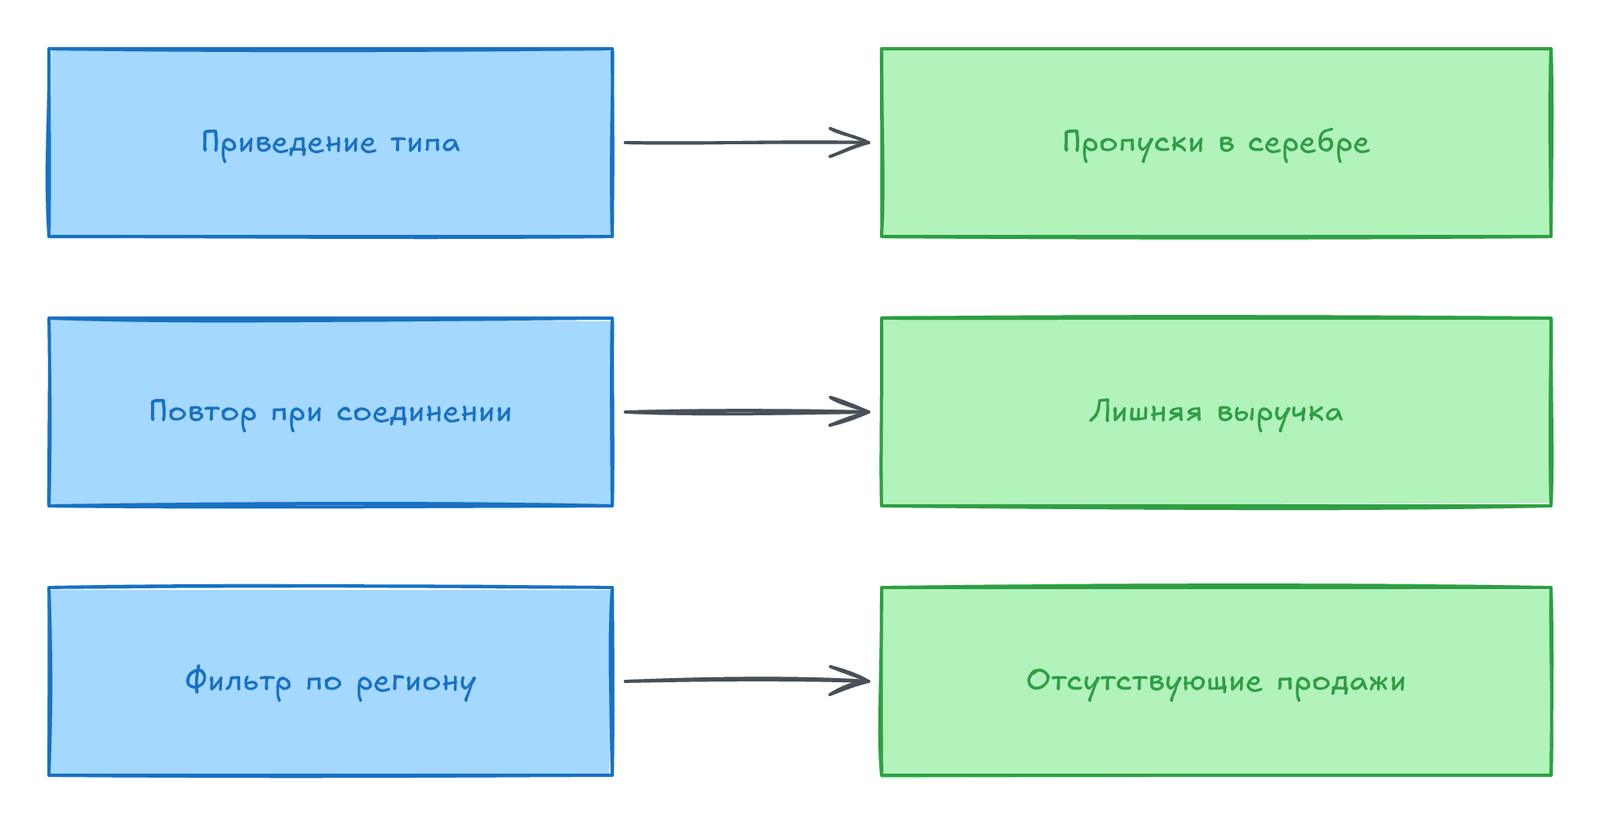 Приведение типа
Пропуски в серебре
Повтор при соединении
Лишняя выручка
Фильтр по региону
Отсутствующие продажи